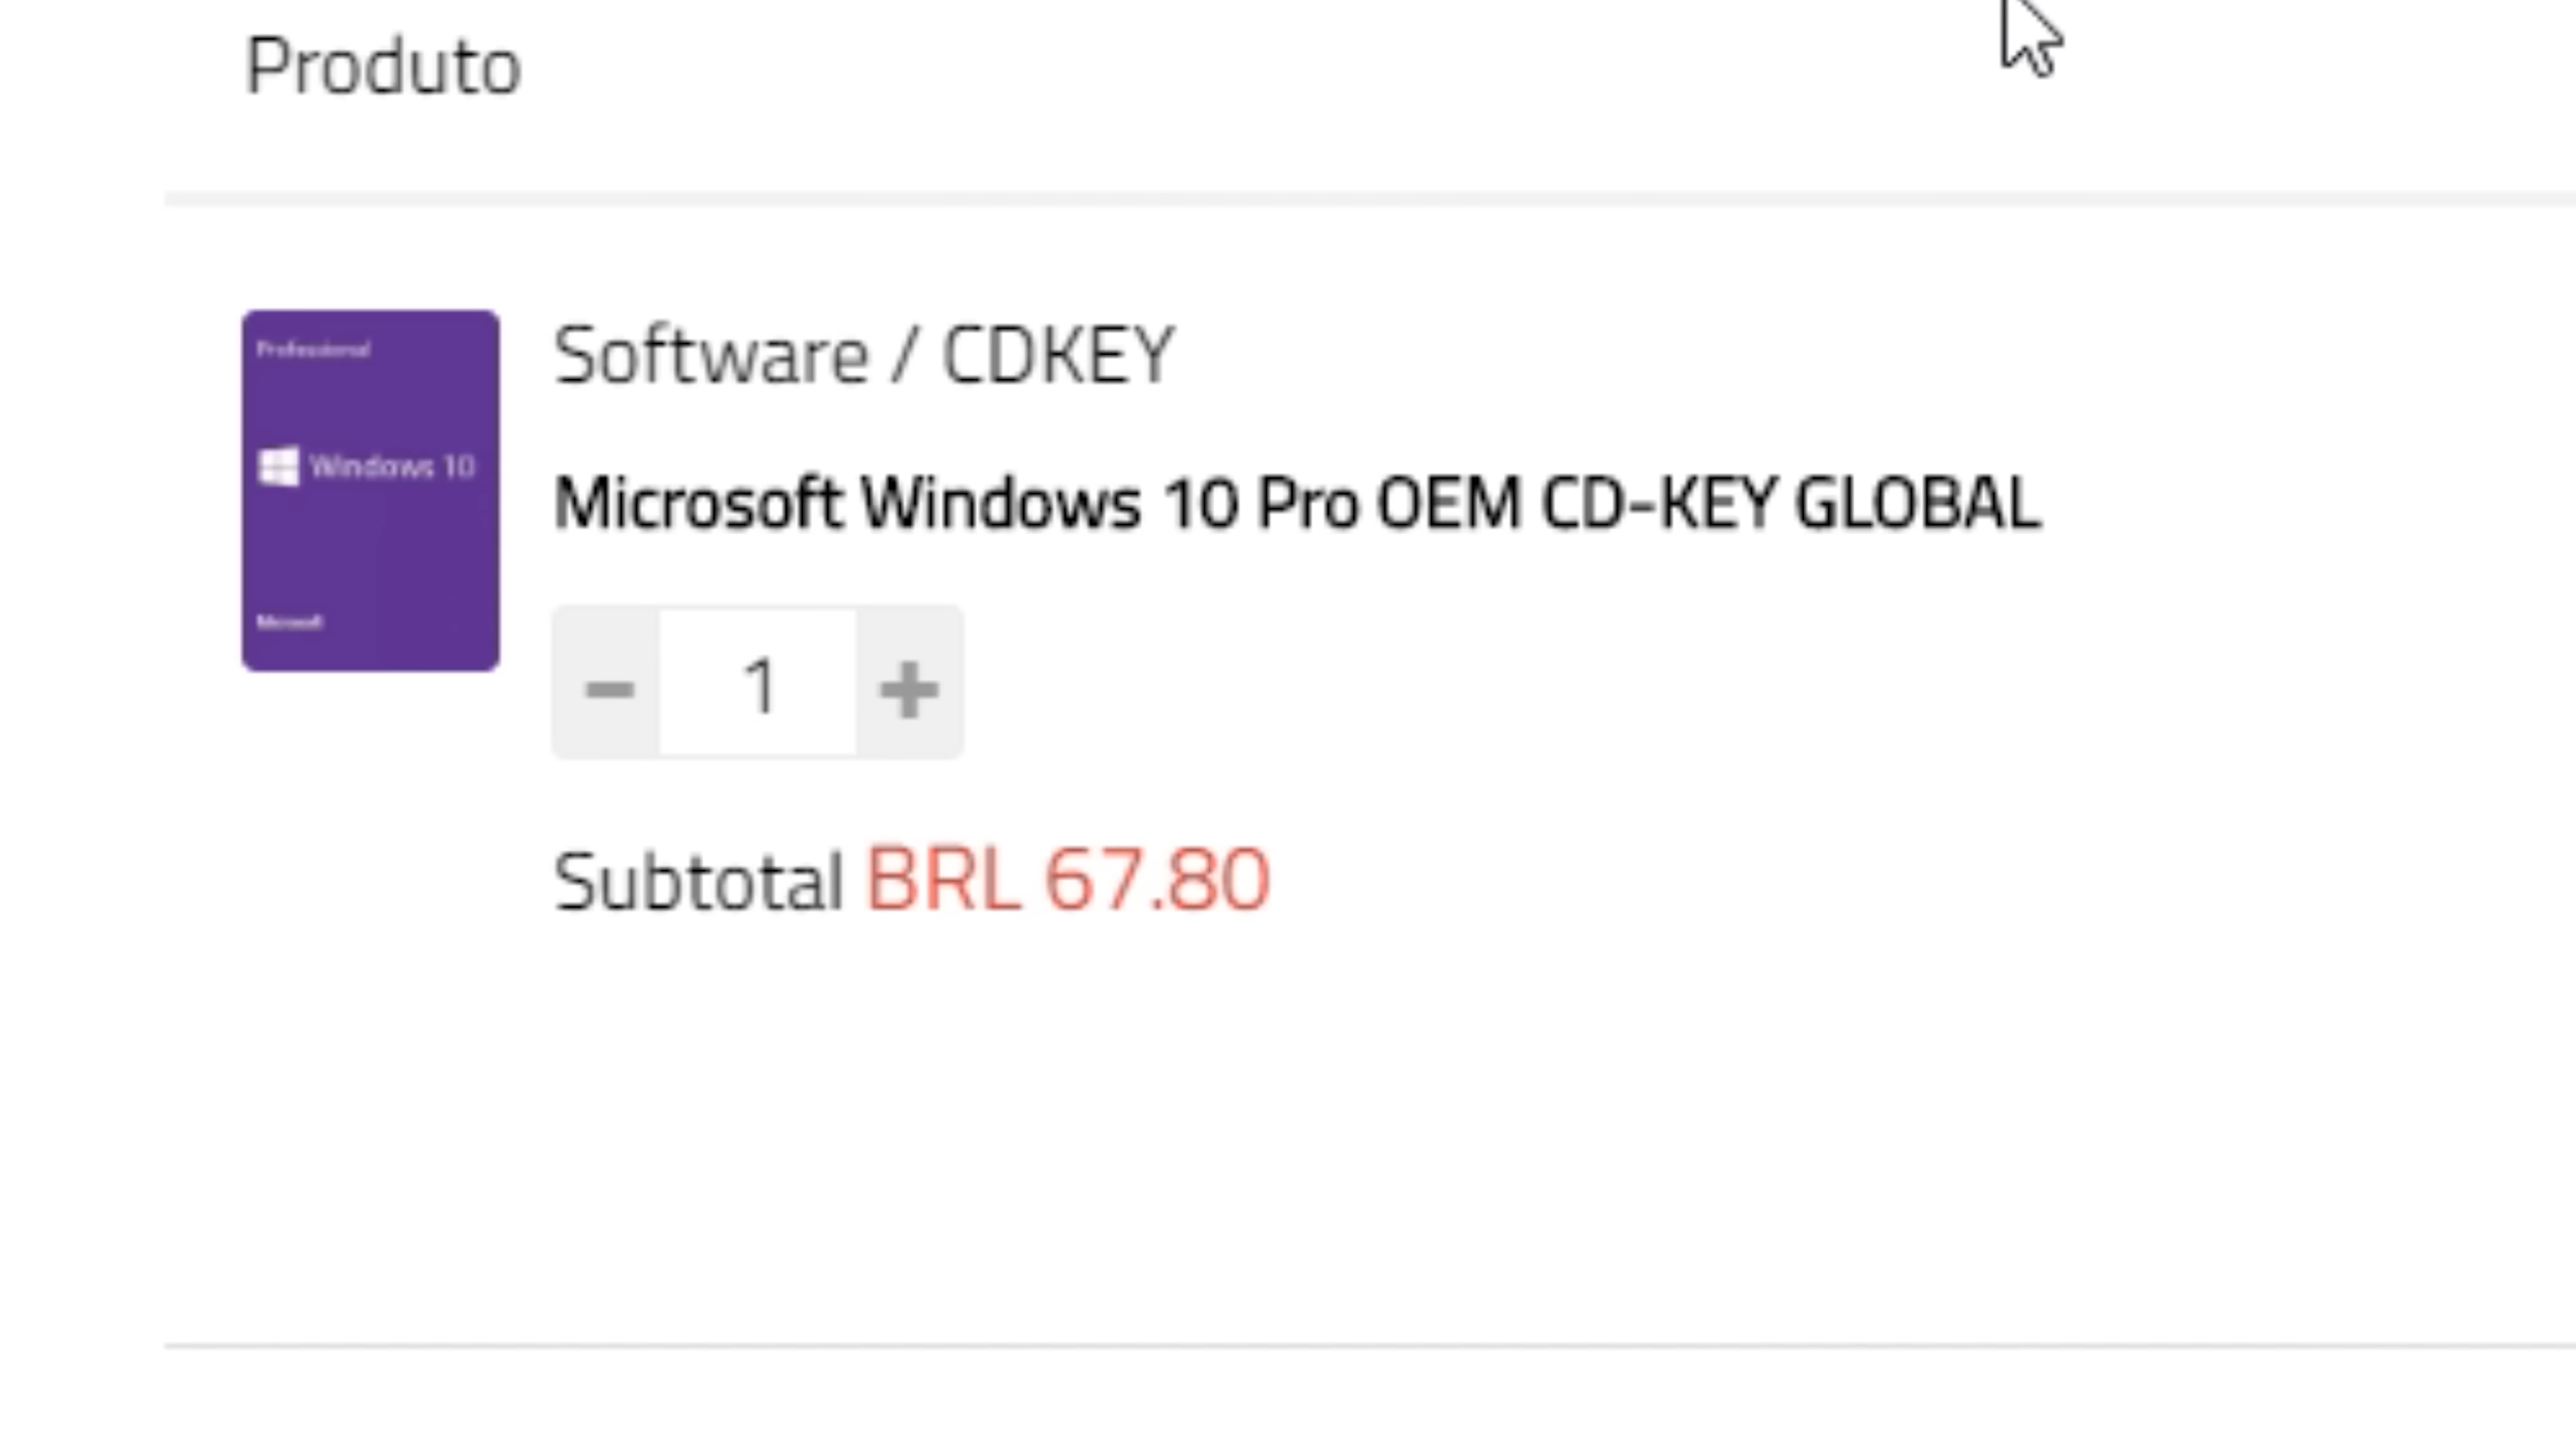 Produto
Professional
Windows 10
Microsoft
Software / CDKEY
Microsoft Windows 10 Pro OEM CD-KEY GLOBAL
1
Subtotal BRL 67.80